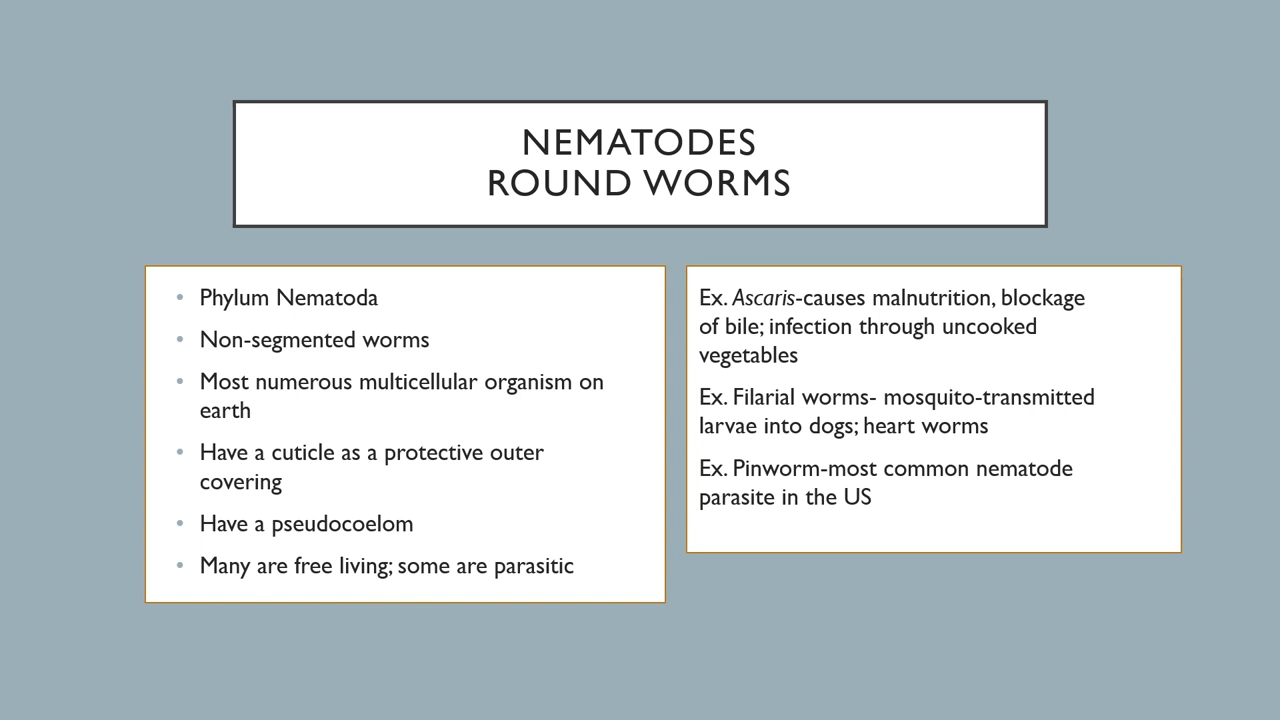 NEMATODES
ROUND WORMS
• Phylum Nematoda
• Non-segmented worms
• Most numerous multicellular organism on
earth
• Have a cuticle as a protective outer
covering
• Have a pseudocoelom
• Many are free living; some are parasitic
Ex. Ascaris-causes malnutrition, blockage
of bile; infection through uncooked
vegetables
Ex. Filarial worms- mosquito-transmitted
larvae into dogs; heart worms
Ex. Pinworm-most common nematode
parasite in the US